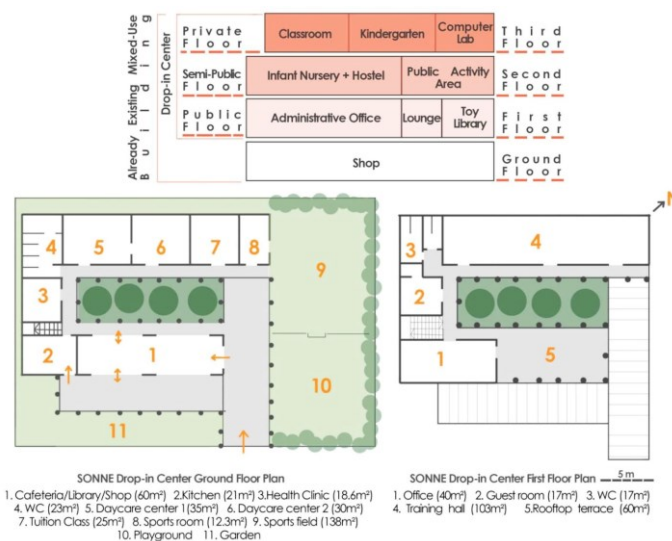 Already Existing Mixed-Use
Building
Drop-in Center
Private Floor
Classroom
Kindergarten
Computer Lab
Third Floor
Semi-Public Floor
Infant Nursery + Hostel
Public Activity Area
Second Floor
Public Floor
Administrative Office
Lounge
Toy Library
First Floor
Shop
Ground Floor
N
4 5 6 7 8
3
9
2 1
10
11
3 4
2
1 5
SONNE Drop-in Center Ground Floor Plan
1. Cafeteria/Library/Shop (60m²) 2.Kitchen (21m²) 3.Health Clinic (18.6m²)
4. WC (23m²) 5. Daycare center 1(35m²) 6. Daycare center 2 (30m²)
7. Tuition Class (25m²) 8. Sports room (12.3m²) 9. Sports field (138m²)
10. Playground 11. Garden
SONNE Drop-in Center First Floor Plan
5 m
1. Office (40m²) 2. Guest room (17m²) 3. WC (17m²)
4. Training hall (103m²) 5.Rooftop terrace (60m²)